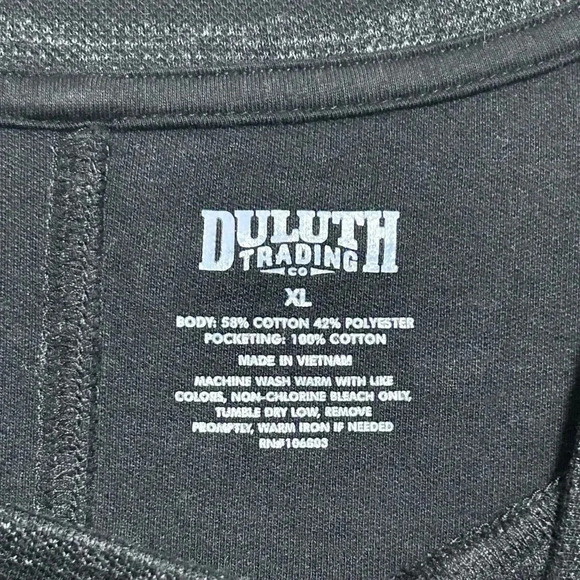 DULUTH
TRADING
CO
XL
BODY: 58% COTTON 42% POLYESTER
POCKETING: 100% COTTON
MADE IN VIETNAM
MACHINE WASH WARM WITH LIKE
COLORS, NON-CHLORINE BLEACH ONLY,
TUMBLE DRY LOW, REMOVE
PROMPTLY, WARM IRON IF NEEDED
RN#106803